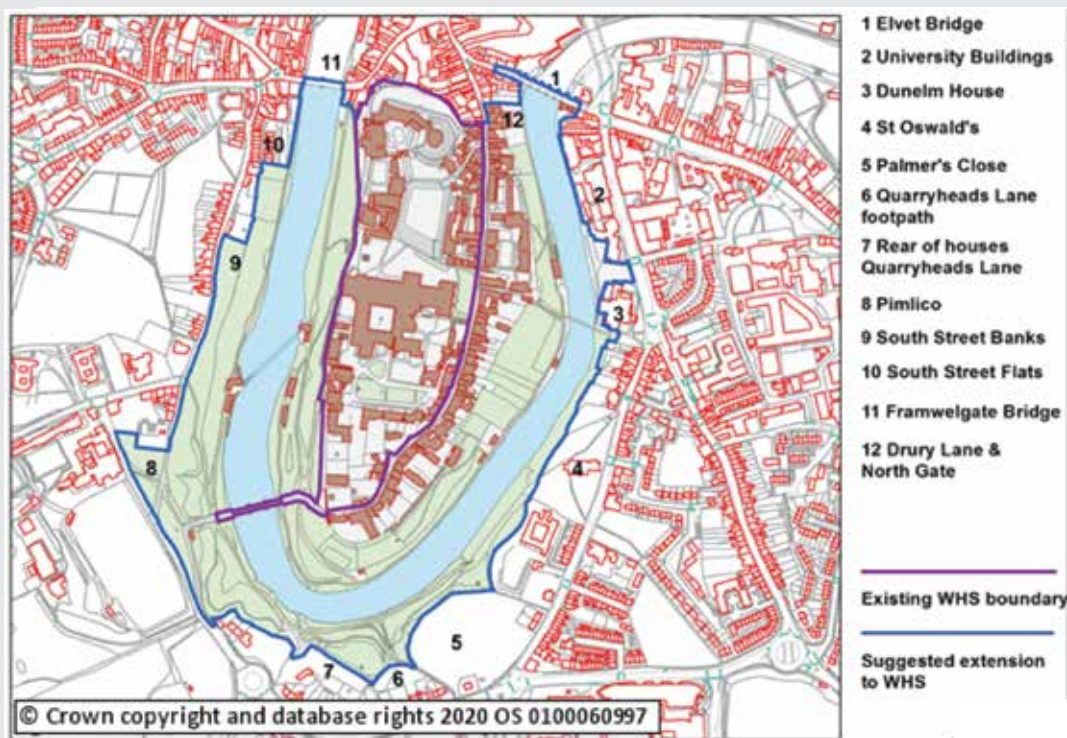 11
1
12
10
2
9
3
8
4
5
7
6
© Crown copyright and database rights 2020 OS 0100060997
1 Elvet Bridge
2 University Buildings
3 Dunelm House
4 St Oswald's
5 Palmer's Close
6 Quarryheads Lane
footpath
7 Rear of houses
Quarryheads Lane
8 Pimlico
9 South Street Banks
10 South Street Flats
11 Framwelgate Bridge
12 Drury Lane &
North Gate
Existing WHS boundary
Suggested extension
to WHS